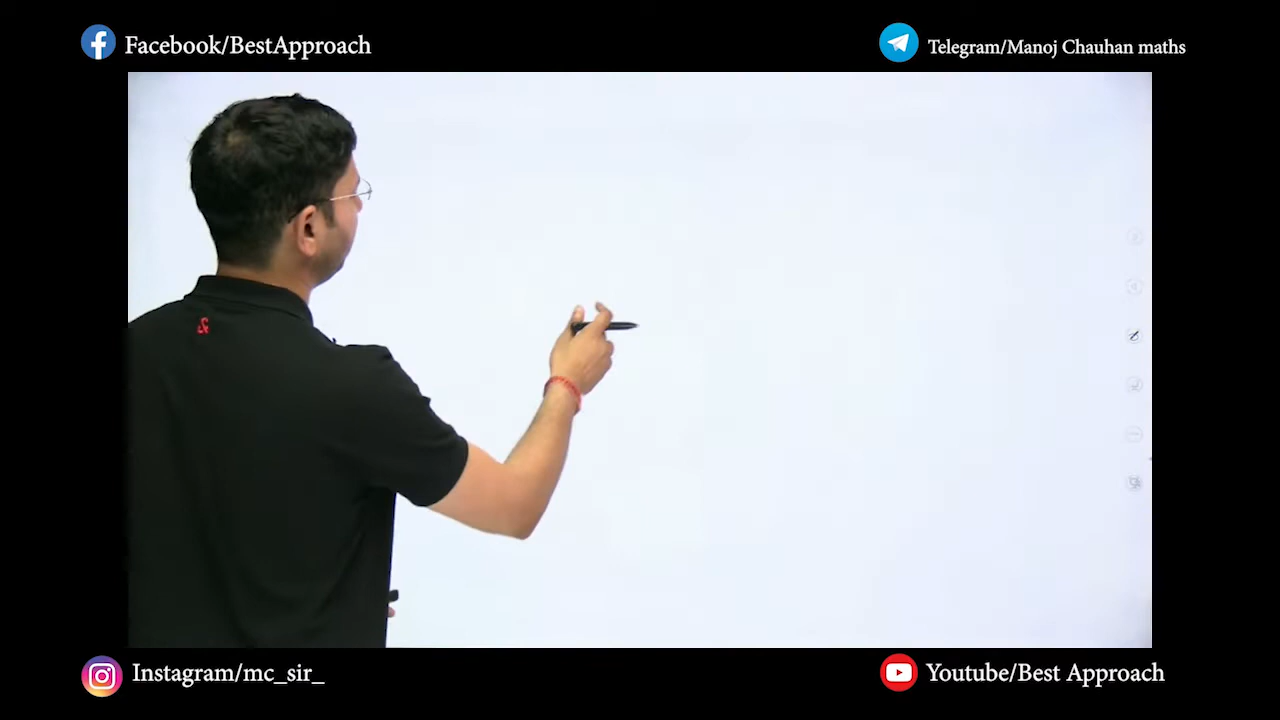 Facebook/BestApproach
Telegram/Manoj Chauhan maths
Instagram/mc_sir_
Youtube/Best Approach